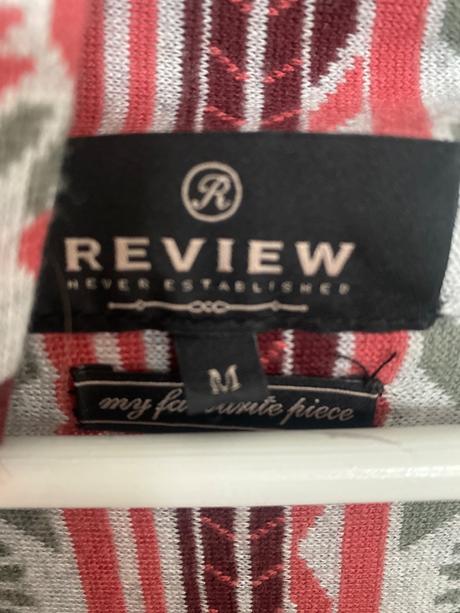 R
REVIEW
NEVER ESTABLISHED
M
my favourite piece